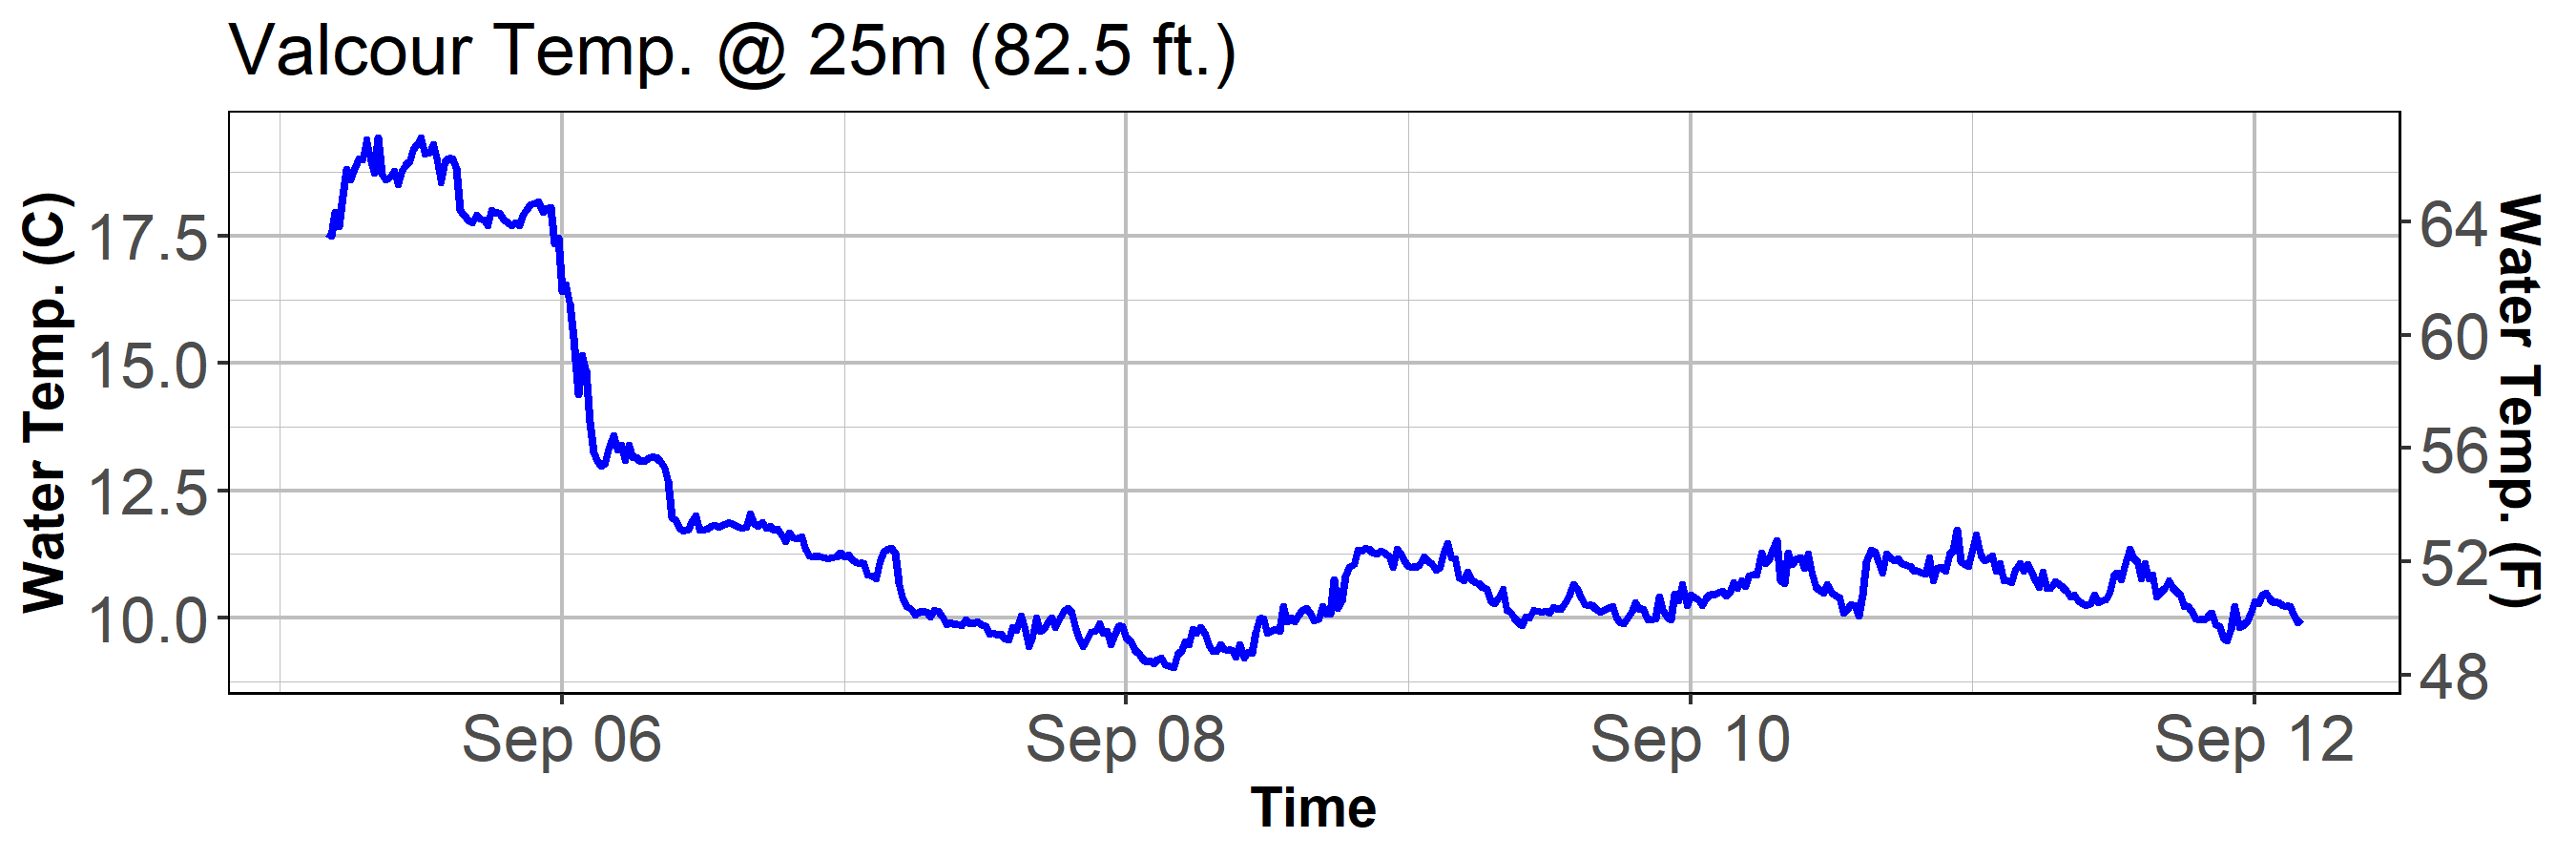 Valcour Temp. @ 25m (82.5 ft.)
Water Temp. (C)
17.5
15.0
12.5
10.0
64
60
56
52
48
Water Temp. (F)
Sep 06 Sep 08 Sep 10 Sep 12
Time